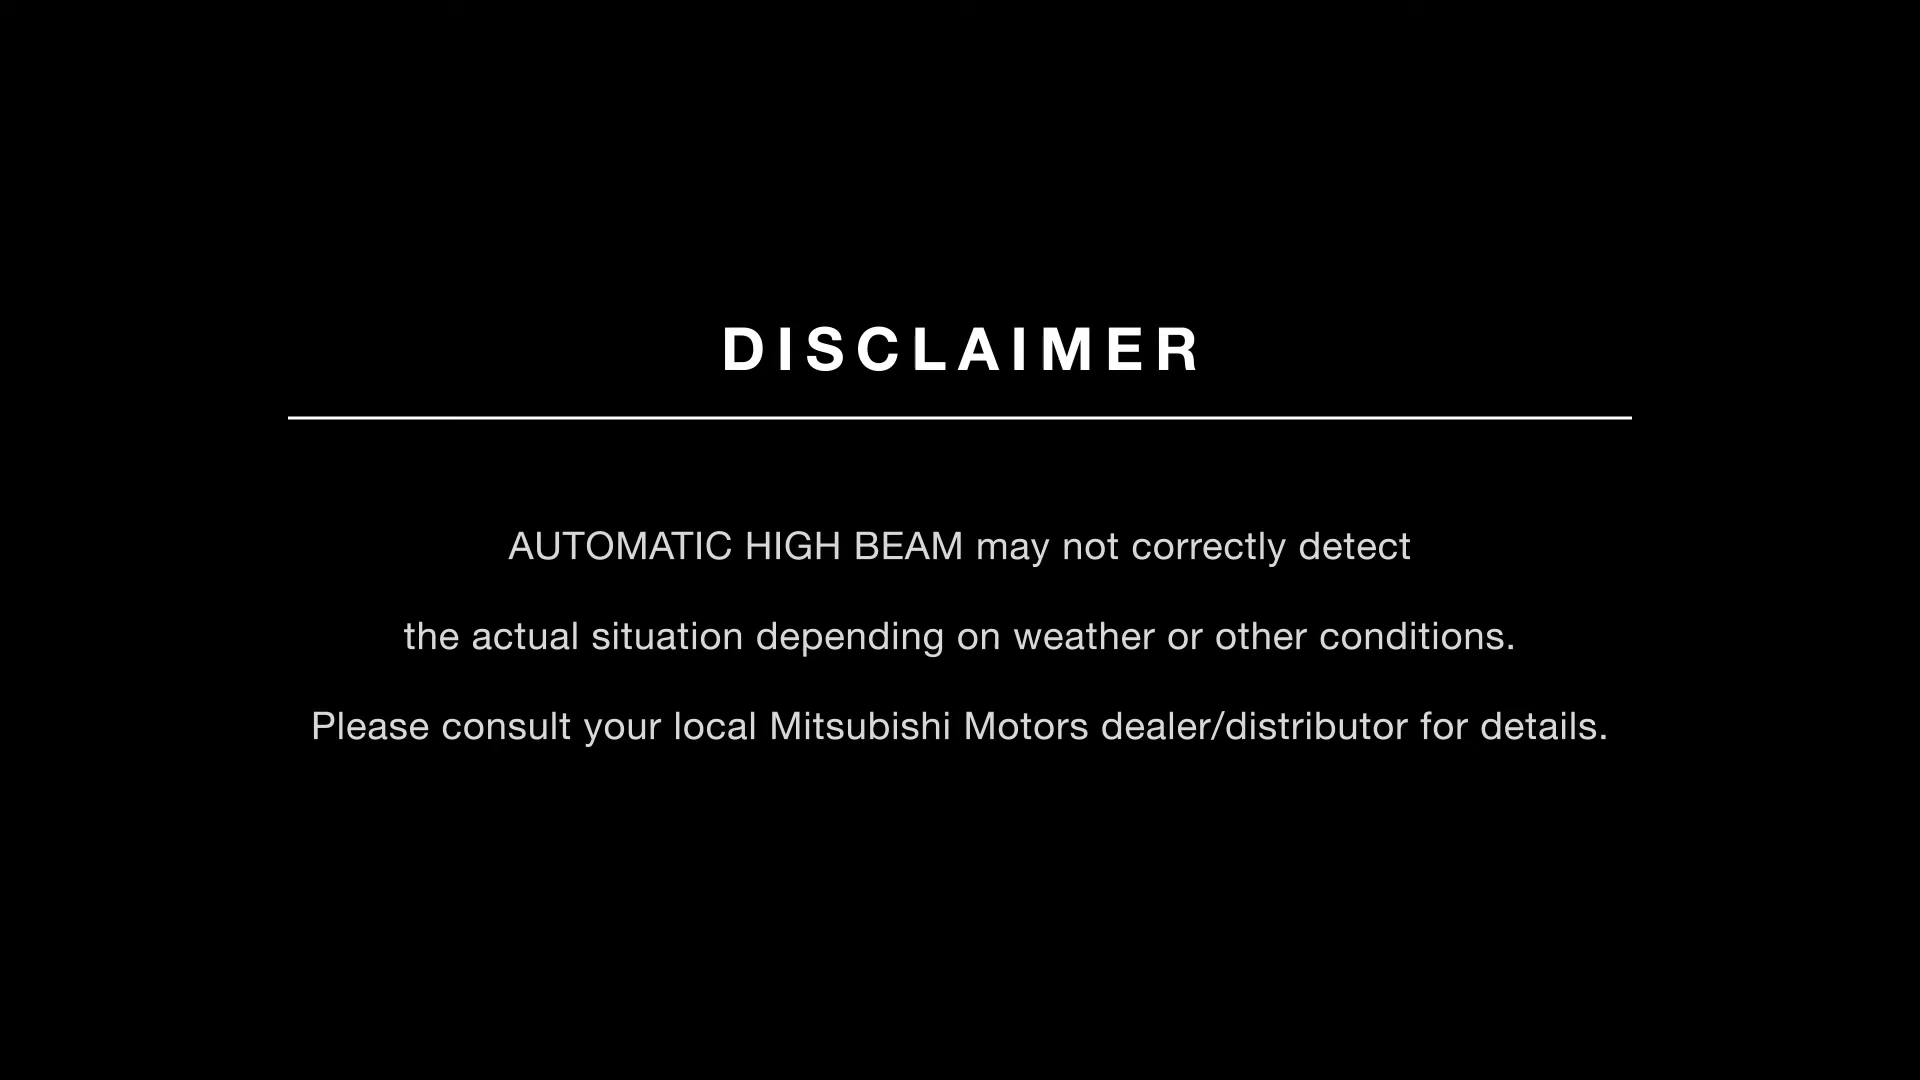 DISCLAIMER
AUTOMATIC HIGH BEAM may not correctly detect
the actual situation depending on weather or other conditions.
Please consult your local Mitsubishi Motors dealer/distributor for details.